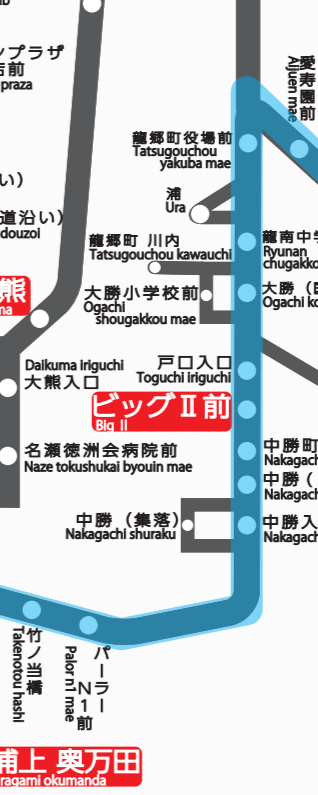 ンプラザ
店前
praza
愛寿園前
Aijuen mae
龍郷町役場前
Tatsugouchou
yakuba mae
い）
浦
Ura
道沿い）
douzoi
龍郷町 川内
Tatsugouchou kawauchi
龍南中学
Ryunan
chugakko
熊
ma
大勝小学校前
Ogachi
shougakkou mae
大勝（
Ogachi ko
Daikuma iriguchi
大熊入口
戸口入口
Toguchi iriguchi
ビッグⅡ前
Big II
名瀬徳洲会病院前
Naze tokushukai byouin mae
中勝町
Nakagach
中勝（
Nakagach
中勝（集落）
Nakagachi shuraku
中勝入
Nakagach
竹ノ当橋
Takenotou hashi
パーラーN1前
Palor n1 mae
浦上 奥万田
ragami okumanda